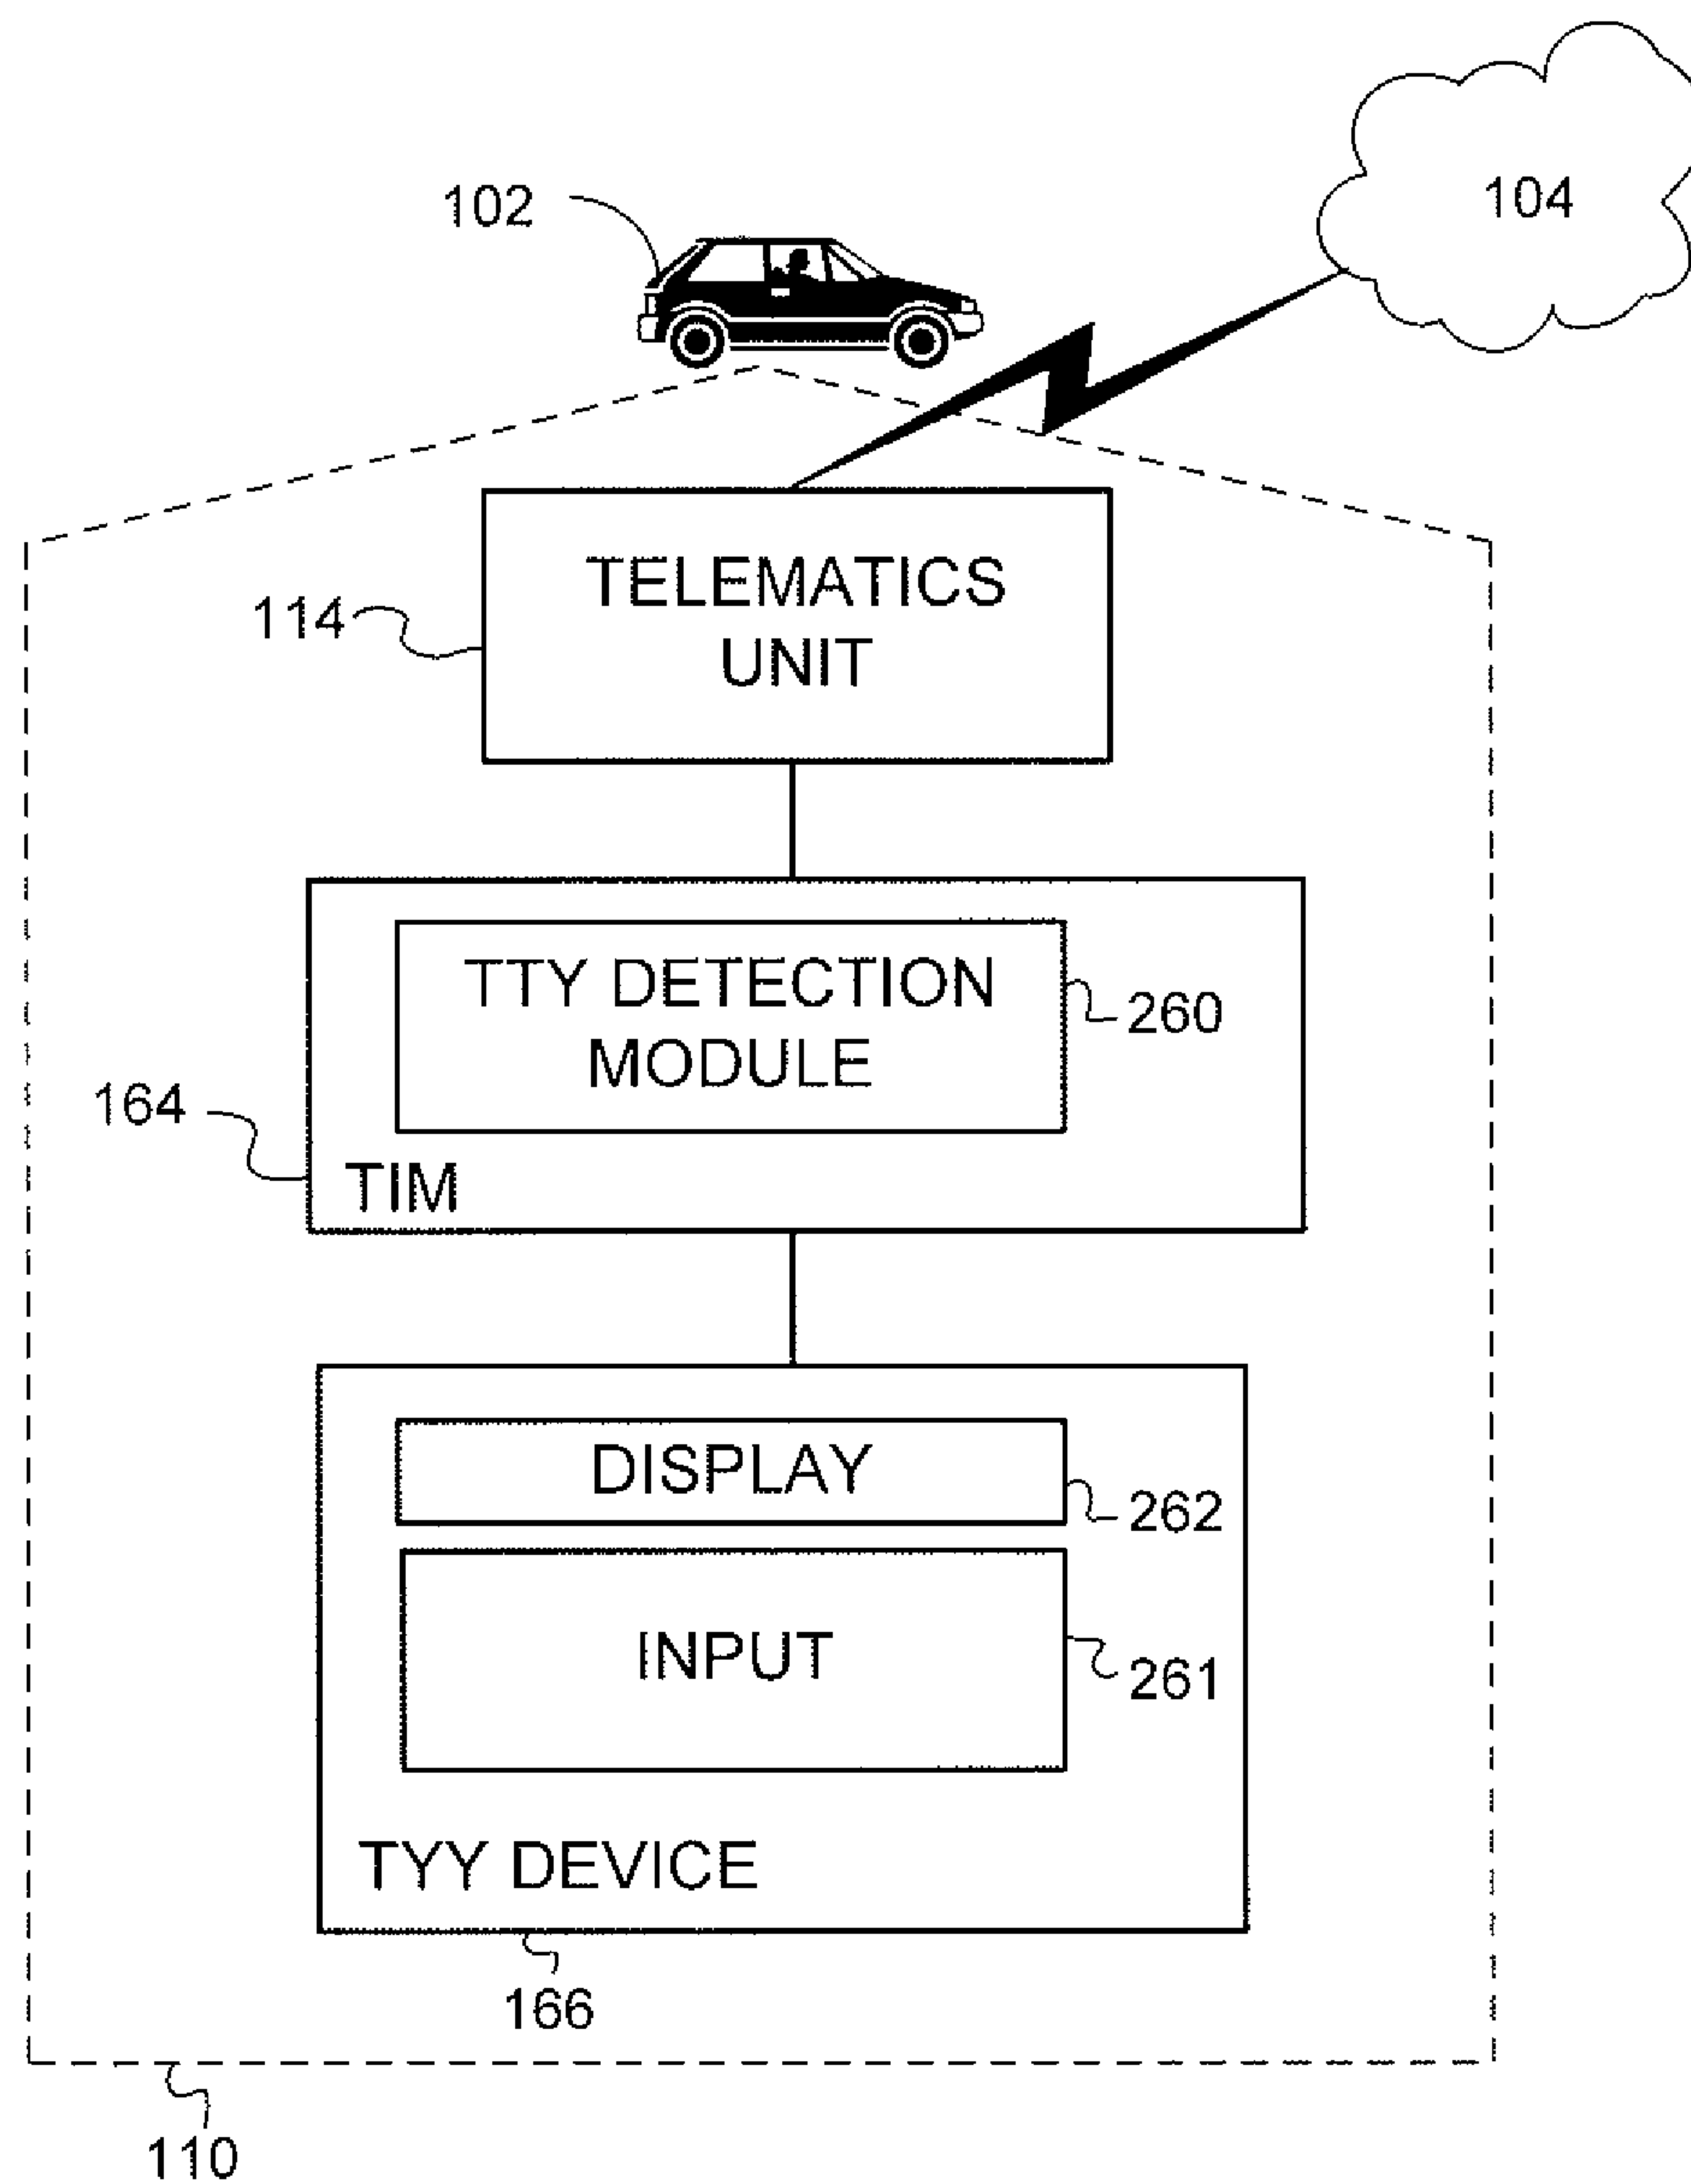 102
104
TELEMATICS
UNIT
114
TTY DETECTION
MODULE
260
164
TIM
DISPLAY
262
INPUT
261
TYY DEVICE
166
110